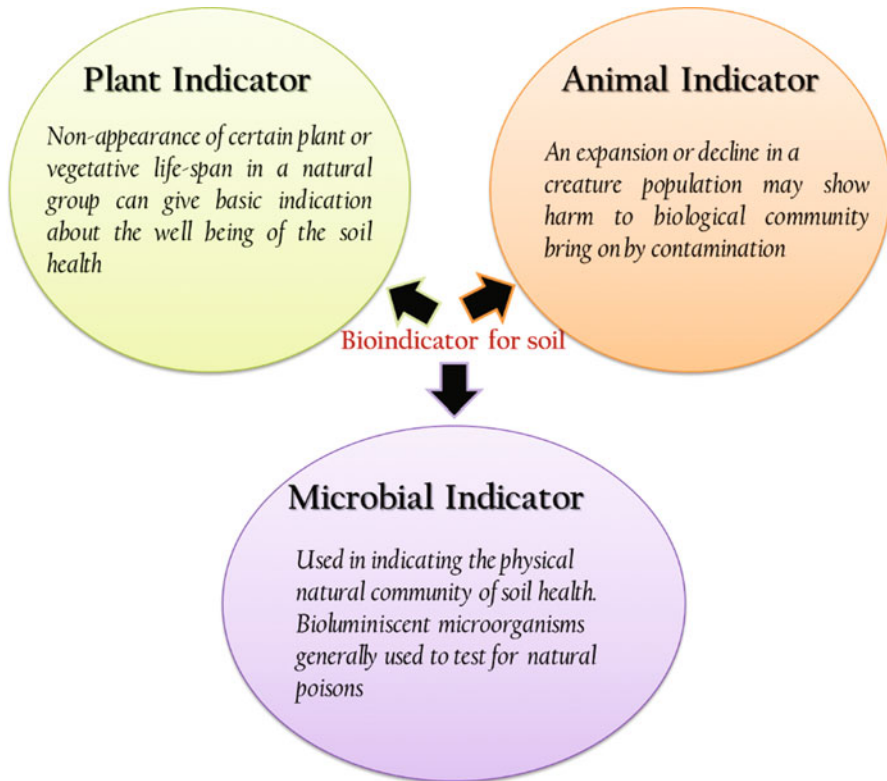 Plant Indicator
Non-appearance of certain plant or
vegetative life-span in a natural
group can give basic indication
about the well being of the soil
health
Animal Indicator
An expansion or decline in a
creature population may show
harm to biological community
bring on by contamination
Bioindicator for soil
Microbial Indicator
Used in indicating the physical
natural community of soil health.
Bioluminiscent microorganisms
generally used to test for natural
poisons